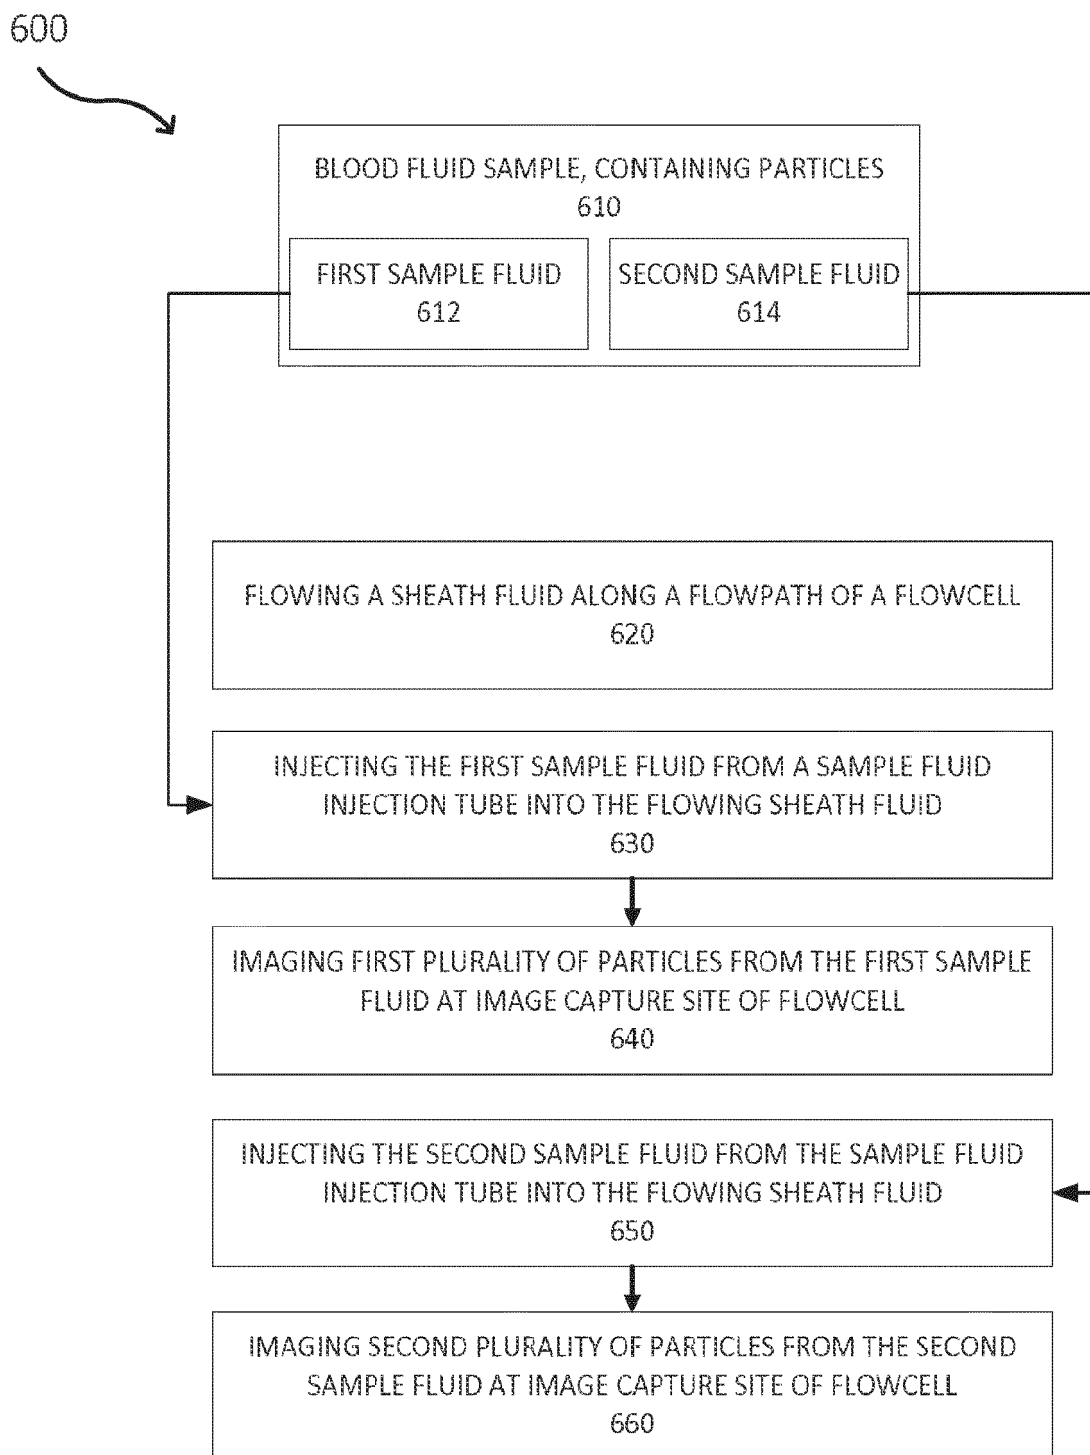 600
BLOOD FLUID SAMPLE, CONTAINING PARTICLES
610
FIRST SAMPLE FLUID
612
SECOND SAMPLE FLUID
614
FLOWING A SHEATH FLUID ALONG A FLOWPATH OF A FLOWCELL
620
INJECTING THE FIRST SAMPLE FLUID FROM A SAMPLE FLUID
INJECTION TUBE INTO THE FLOWING SHEATH FLUID
630
IMAGING FIRST PLURALITY OF PARTICLES FROM THE FIRST SAMPLE
FLUID AT IMAGE CAPTURE SITE OF FLOWCELL
640
INJECTING THE SECOND SAMPLE FLUID FROM THE SAMPLE FLUID
INJECTION TUBE INTO THE FLOWING SHEATH FLUID
650
IMAGING SECOND PLURALITY OF PARTICLES FROM THE SECOND
SAMPLE FLUID AT IMAGE CAPTURE SITE OF FLOWCELL
660